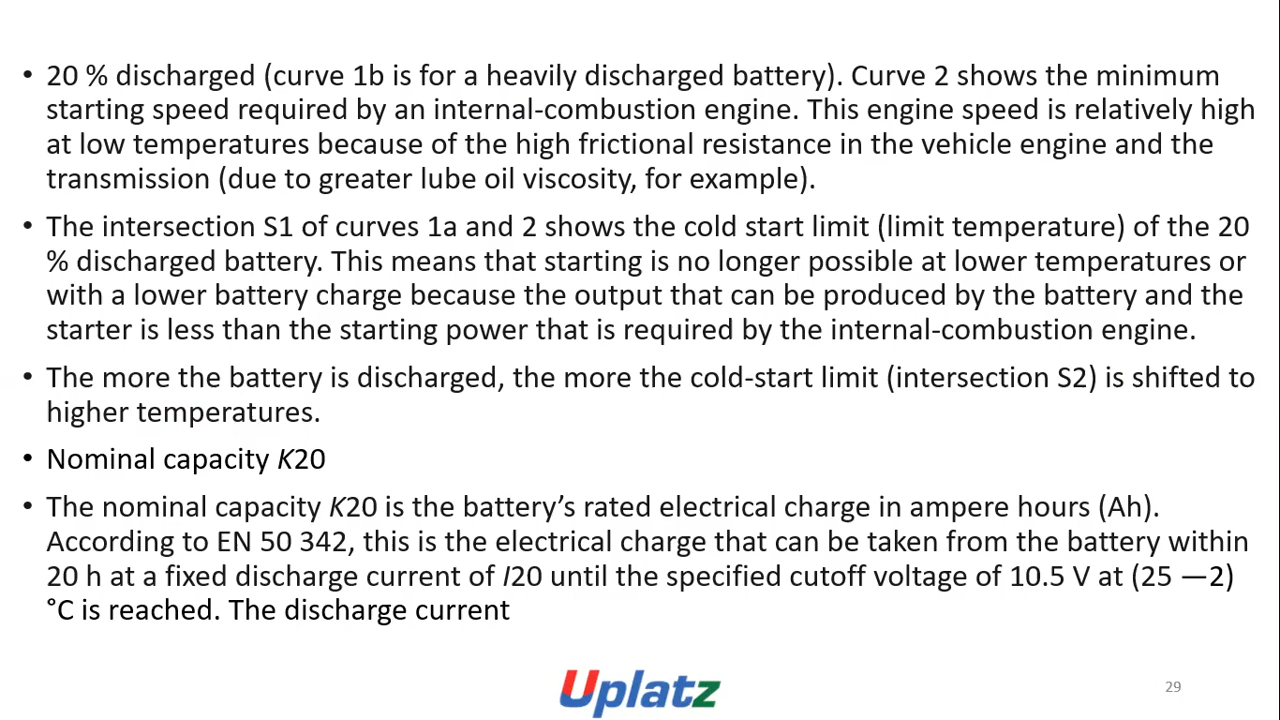 • 20 % discharged (curve 1b is for a heavily discharged battery). Curve 2 shows the minimum
starting speed required by an internal-combustion engine. This engine speed is relatively high
at low temperatures because of the high frictional resistance in the vehicle engine and the
transmission (due to greater lube oil viscosity, for example).
• The intersection S1 of curves 1a and 2 shows the cold start limit (limit temperature) of the 20
% discharged battery. This means that starting is no longer possible at lower temperatures or
with a lower battery charge because the output that can be produced by the battery and the
starter is less than the starting power that is required by the internal-combustion engine.
• The more the battery is discharged, the more the cold-start limit (intersection S2) is shifted to
higher temperatures.
• Nominal capacity K20
• The nominal capacity K20 is the battery’s rated electrical charge in ampere hours (Ah).
According to EN 50 342, this is the electrical charge that can be taken from the battery within
20 h at a fixed discharge current of I20 until the specified cutoff voltage of 10.5 V at (25 —2)
°C is reached. The discharge current
Uplatz
29